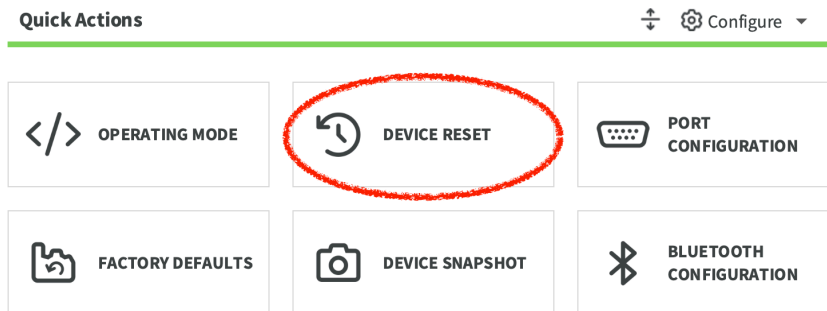 Quick Actions
Configure
OPERATING MODE
DEVICE RESET
PORT
CONFIGURATION
FACTORY DEFAULTS
DEVICE SNAPSHOT
BLUETOOTH
CONFIGURATION